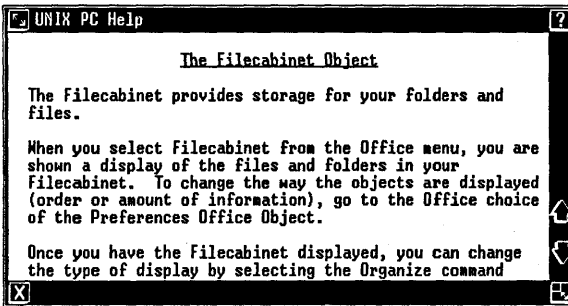 UNIX PC Help ?
The Filecabinet Object
The Filecabinet provides storage for your folders and
files.
When you select Filecabinet from the Office menu, you are
shown a display of the files and folders in your
Filecabinet. To change the way the objects are displayed
(order or amount of information), go to the Office choice
of the Preferences Office Object.
Once you have the Filecabinet displayed, you can change
the type of display by selecting the Organize command
X